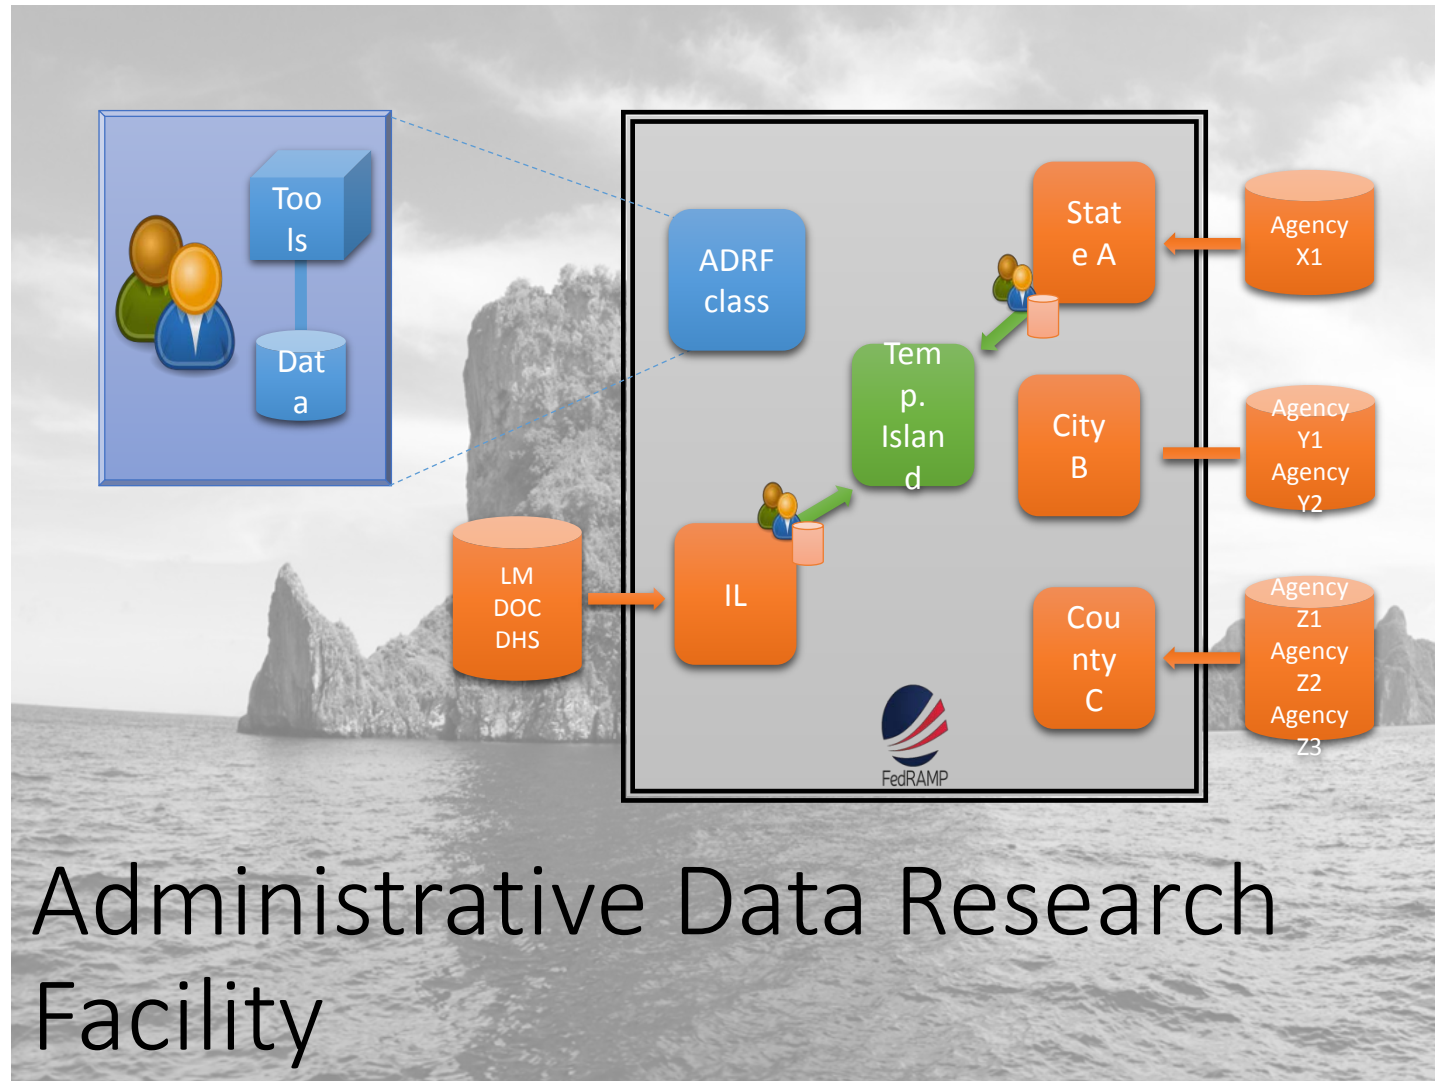 Too
ls
Dat
a
ADRF
class
Stat
e A
Agency
X1
Tem
p.
Islan
d
City
B
Agency
Y1
Agency
Y2
LM
DOC
DHS
IL
Cou
nty
C
Agency
Z1
Agency
Z2
Agency
Z3
FedRAMP
Administrative Data Research
Facility